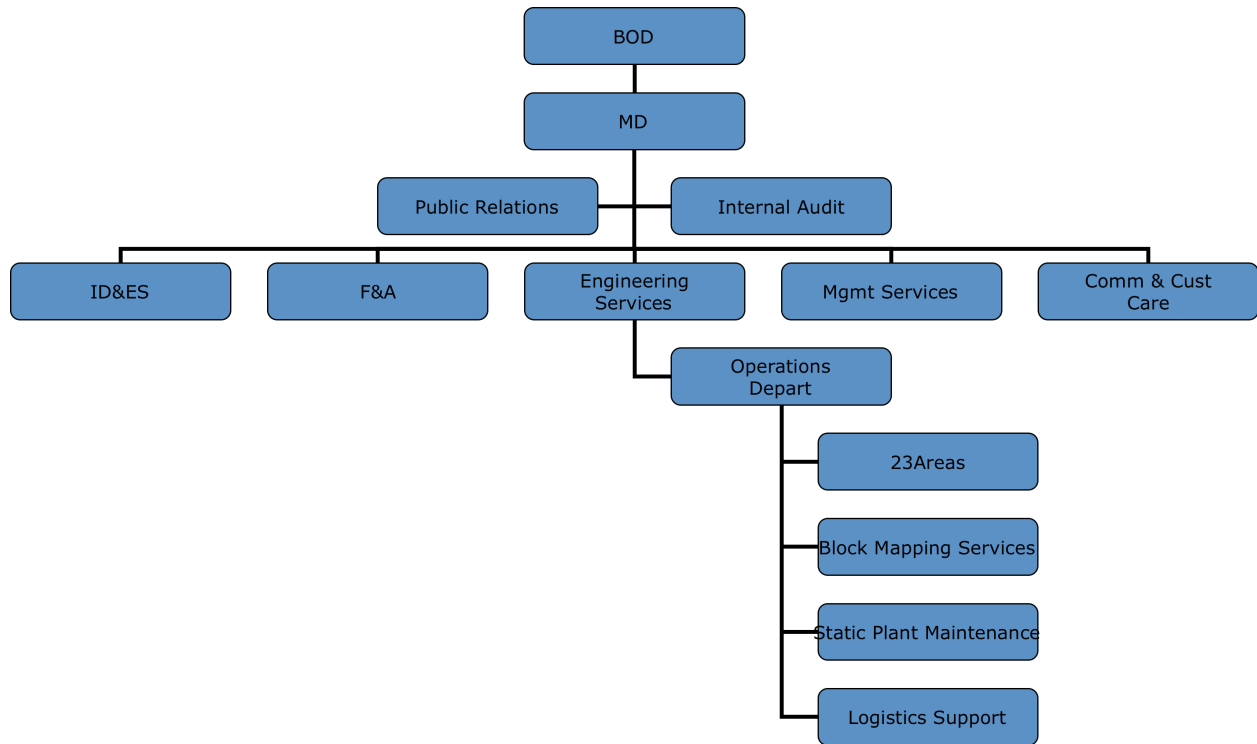 BOD
MD
Public Relations
Internal Audit
ID&ES
F&A
Engineering
Services
Mgmt Services
Comm & Cust
Care
Operations
Depart
23Areas
Block Mapping Services
Static Plant Maintenance
Logistics Support